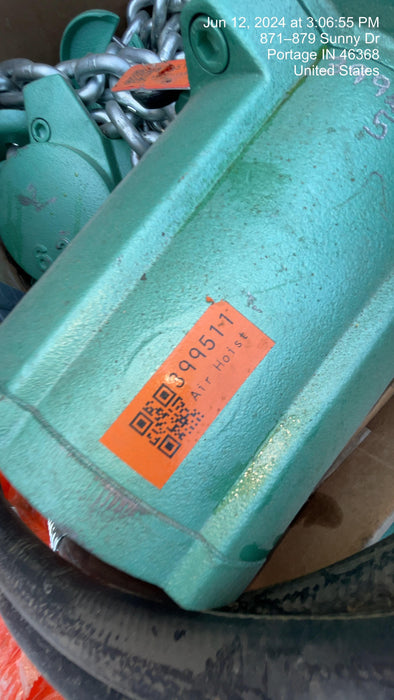 Jun 12, 2024 at 3:06:55 PM
871–879 Sunny Dr
Portage IN 46368
United States
399511
Air Hoist